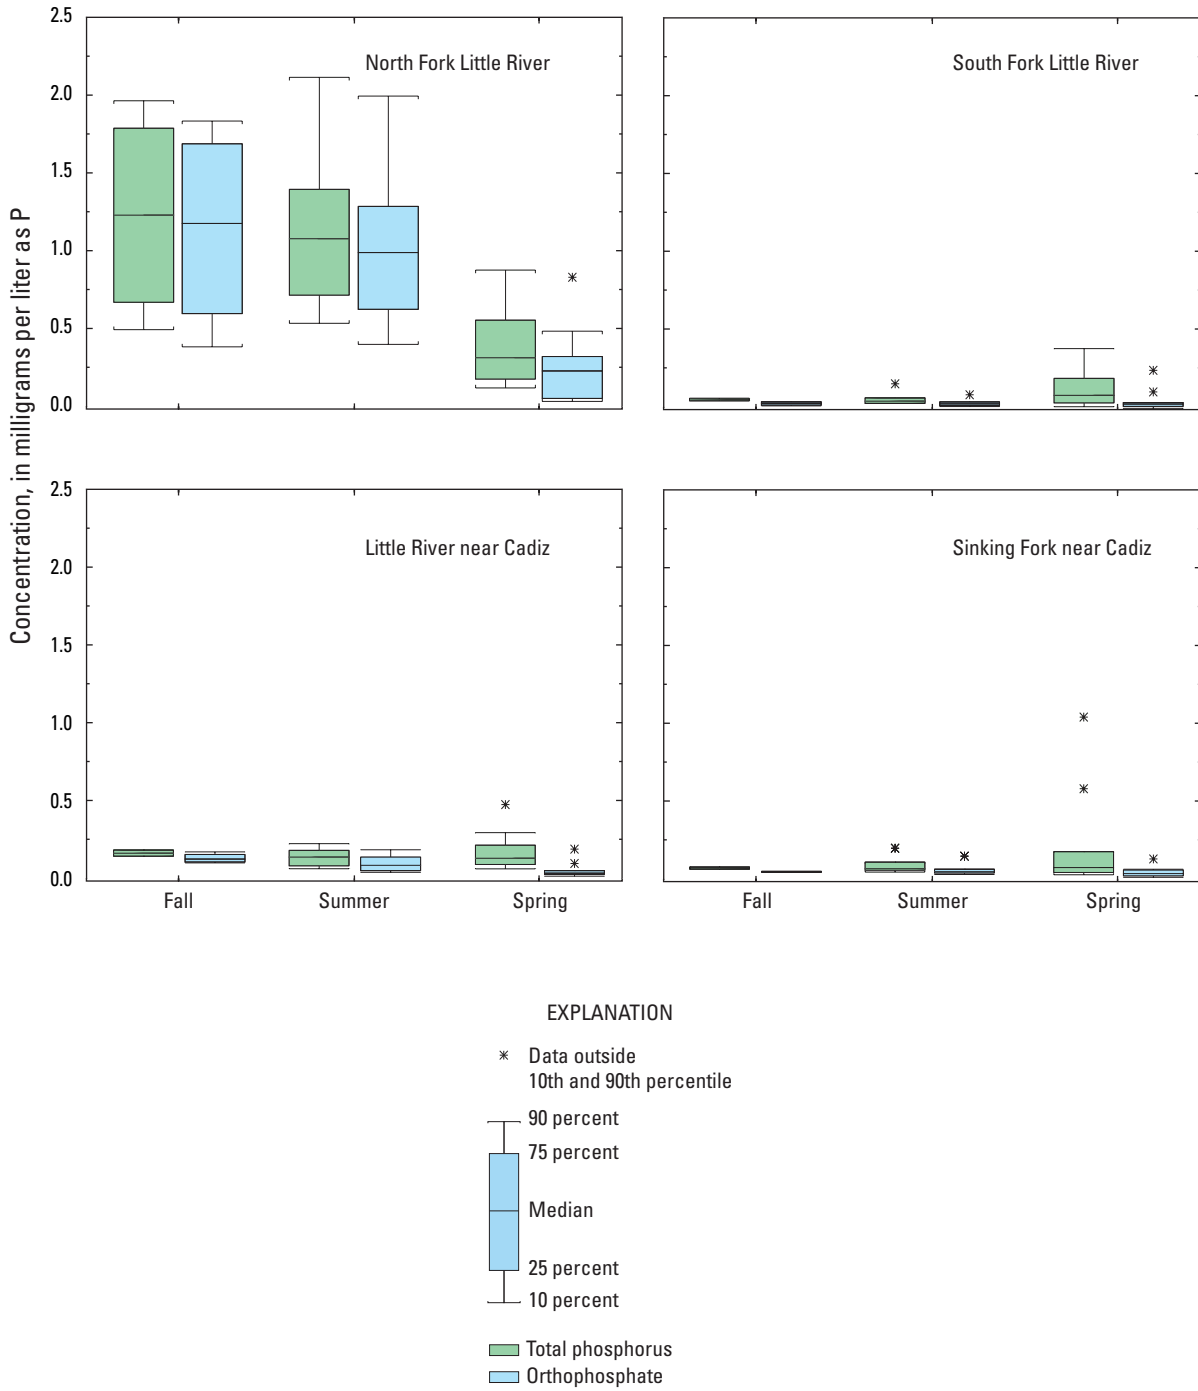 Concentration, in milligrams per liter as P
2.5
2.0
1.5
1.0
0.5
0.0
North Fork Little River
South Fork Little River
2.5
2.0
1.5
1.0
0.5
0.0
Little River near Cadiz
Sinking Fork near Cadiz
Fall Summer Spring
Fall Summer Spring
EXPLANATION
* Data outside
10th and 90th percentile
90 percent
75 percent
Median
25 percent
10 percent
Total phosphorus
Orthophosphate